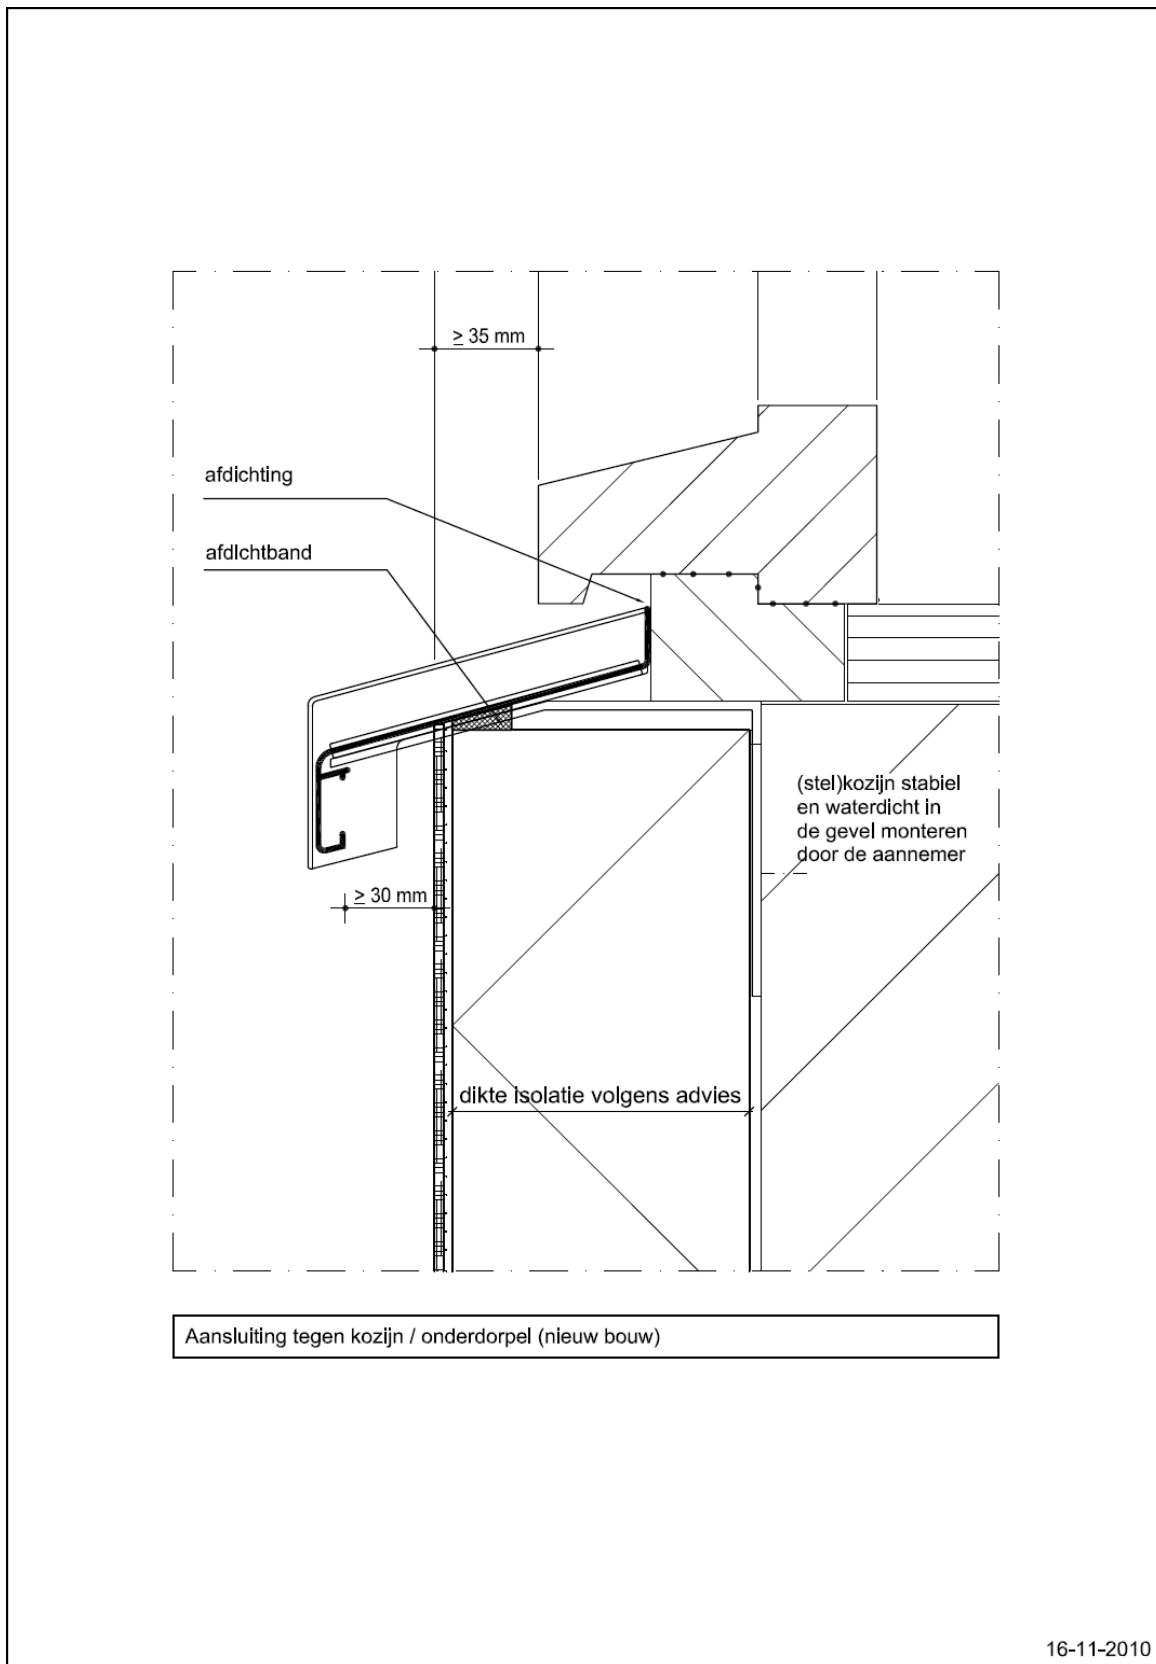 ≥ 35 mm
afdichting
afdichtband
(stel)kozijn stabiel
en waterdicht in
de gevel monteren
door de aannemer
≥ 30 mm
dikte isolatie volgens advies
Aansluiting tegen kozijn / onderdorpel (nieuw bouw)
16-11-2010